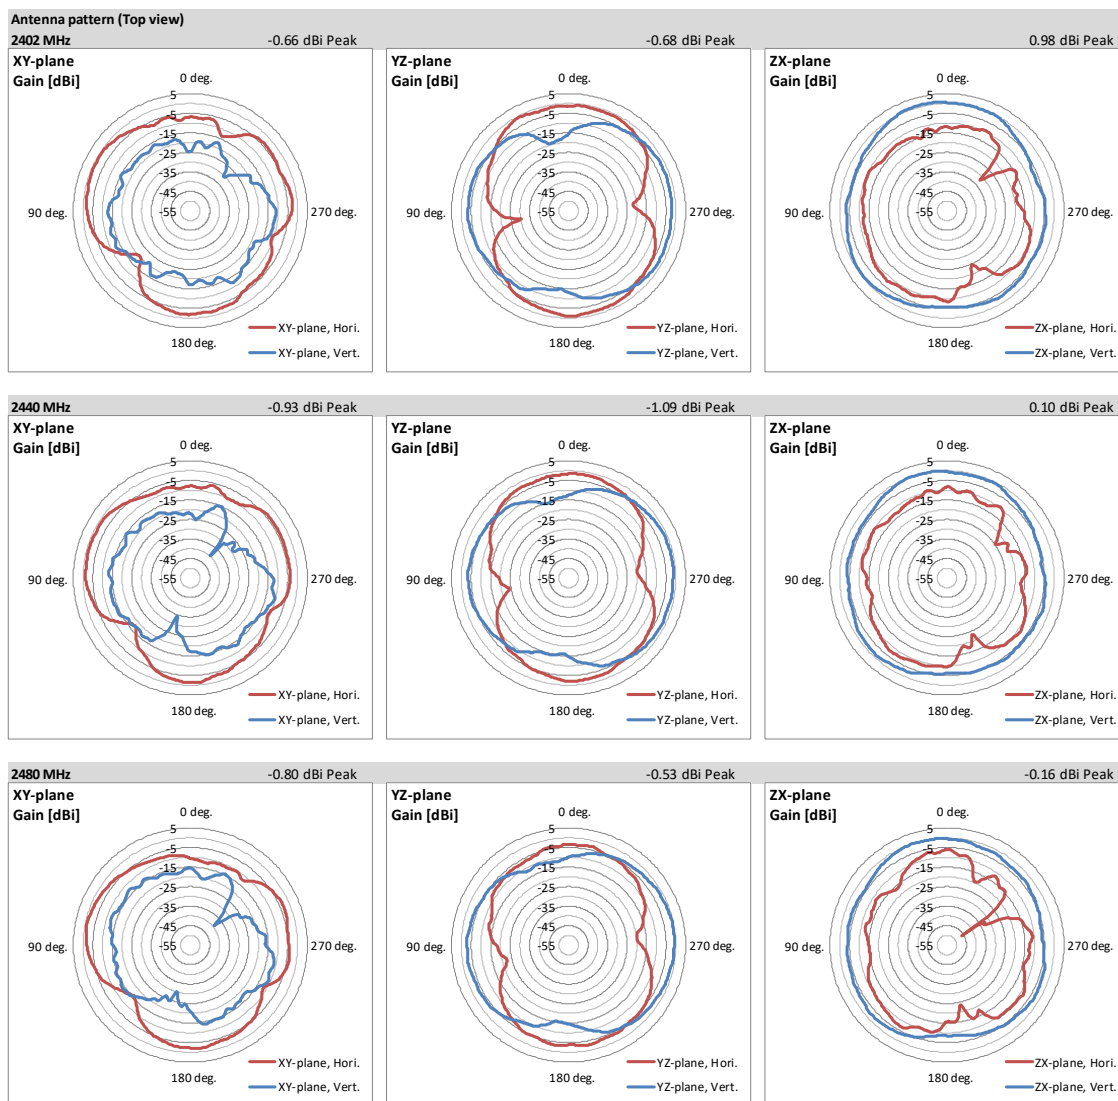 Antenna pattern (Top view)
2402 MHz -0.66 dBi Peak -0.68 dBi Peak 0.98 dBi Peak
XY-plane
Gain [dBi]
0 deg.
5
-5
-15
-25
-35
-45
-55
90 deg.
270 deg.
180 deg.
XY-plane, Hori.
XY-plane, Vert.
YZ-plane
Gain [dBi]
0 deg.
5
-5
-15
-25
-35
-45
-55
90 deg.
270 deg.
180 deg.
YZ-plane, Hori.
YZ-plane, Vert.
ZX-plane
Gain [dBi]
0 deg.
5
-5
-15
-25
-35
-45
-55
90 deg.
270 deg.
180 deg.
ZX-plane, Hori.
ZX-plane, Vert.
2440 MHz -0.93 dBi Peak -1.09 dBi Peak 0.10 dBi Peak
XY-plane
Gain [dBi]
0 deg.
5
-5
-15
-25
-35
-45
-55
90 deg.
270 deg.
180 deg.
XY-plane, Hori.
XY-plane, Vert.
YZ-plane
Gain [dBi]
0 deg.
5
-5
-15
-25
-35
-45
-55
90 deg.
270 deg.
180 deg.
YZ-plane, Hori.
YZ-plane, Vert.
ZX-plane
Gain [dBi]
0 deg.
5
-5
-15
-25
-35
-45
-55
90 deg.
270 deg.
180 deg.
ZX-plane, Hori.
ZX-plane, Vert.
2480 MHz -0.80 dBi Peak -0.53 dBi Peak -0.16 dBi Peak
XY-plane
Gain [dBi]
0 deg.
5
-5
-15
-25
-35
-45
-55
90 deg.
270 deg.
180 deg.
XY-plane, Hori.
XY-plane, Vert.
YZ-plane
Gain [dBi]
0 deg.
5
-5
-15
-25
-35
-45
-55
90 deg.
270 deg.
180 deg.
YZ-plane, Hori.
YZ-plane, Vert.
ZX-plane
Gain [dBi]
0 deg.
5
-5
-15
-25
-35
-45
-55
90 deg.
270 deg.
180 deg.
ZX-plane, Hori.
ZX-plane, Vert.